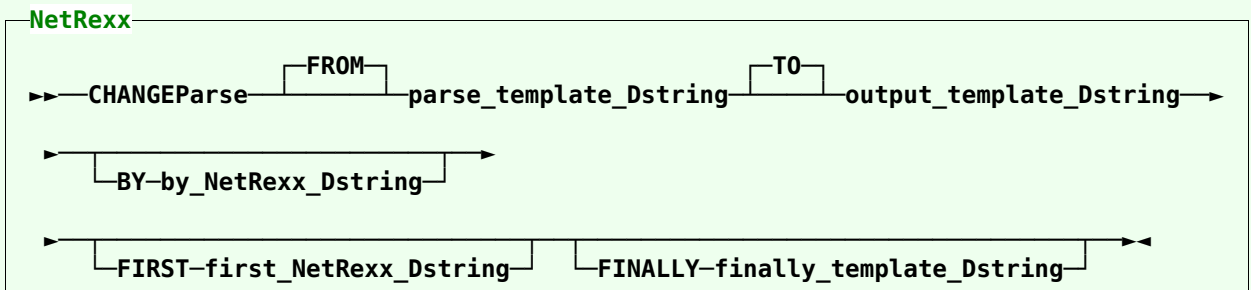 NetRexx
FROM TO
►►──CHANGEParse parse_template_Dstring output_template_Dstring──►
BY─by_NetRexx_Dstring
FIRST─first_NetRexx_Dstring FINALLY─finally_template_Dstring